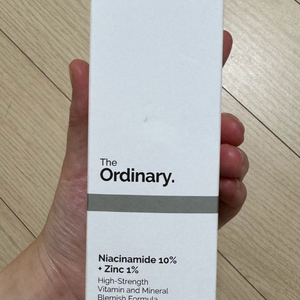 The
Ordinary.
Niacinamide 10%
+ Zinc 1%
High-Strength
Vitamin and Mineral
Blemish Formula